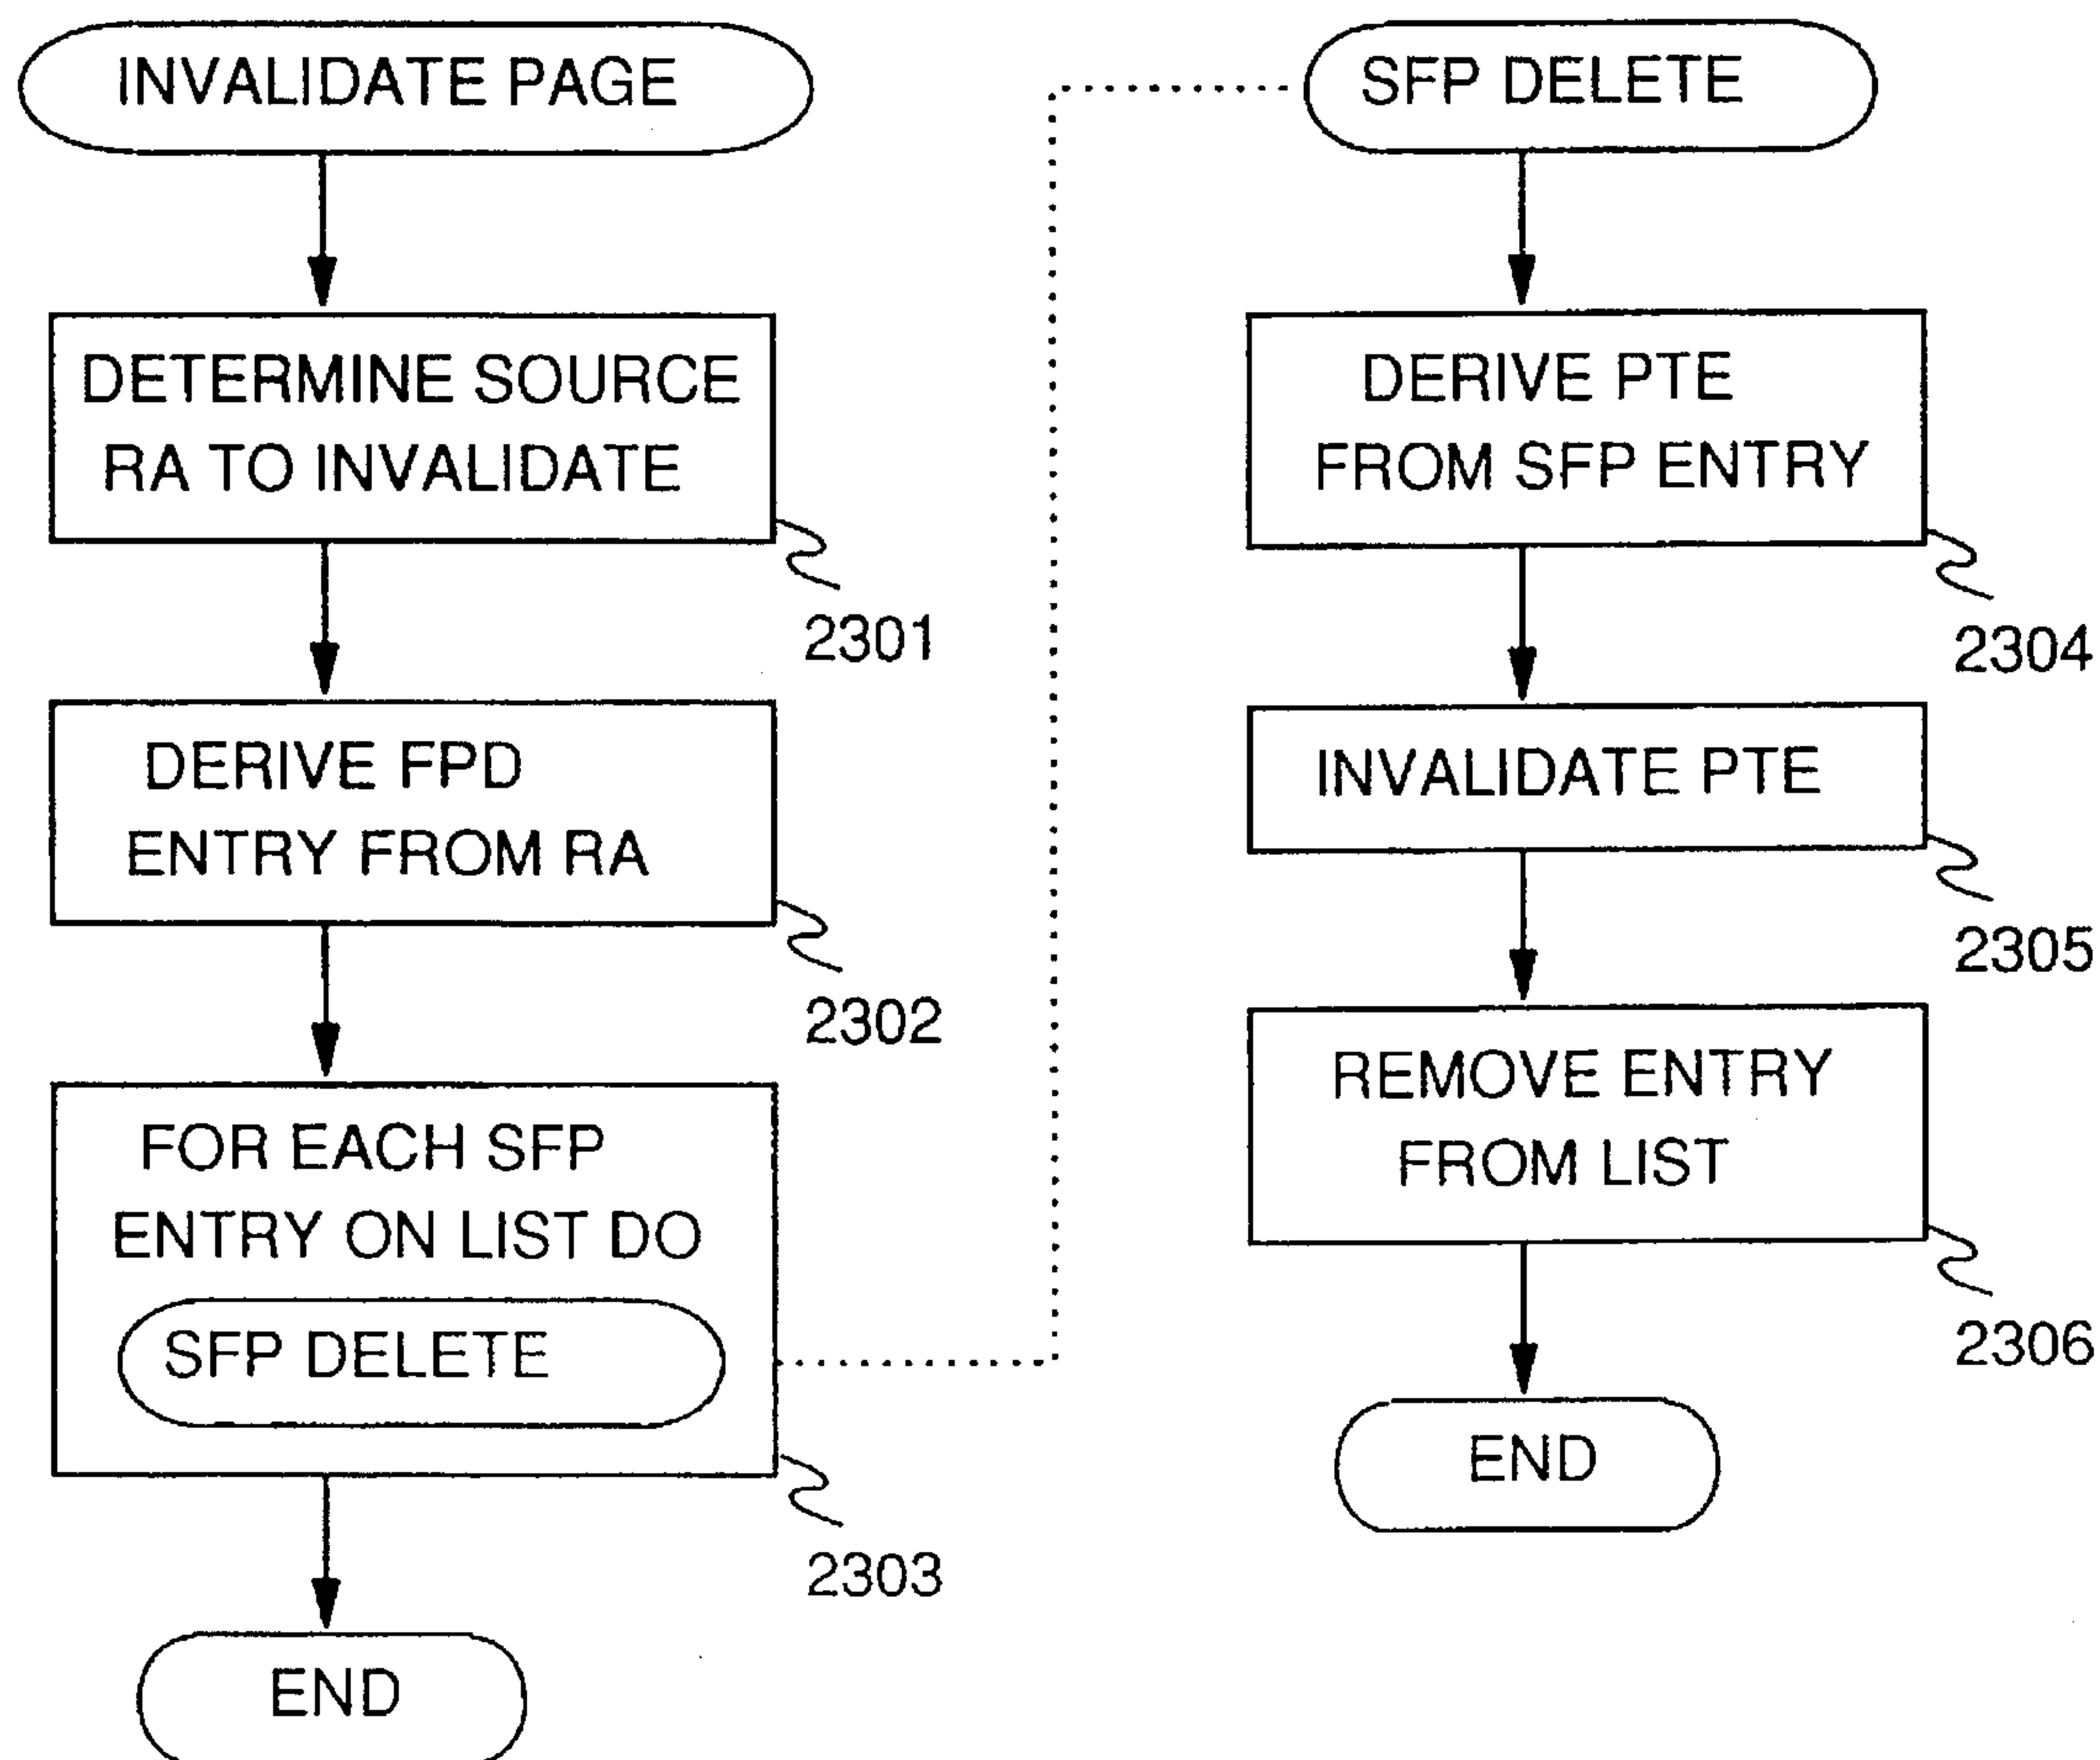 INVALIDATE PAGE
DETERMINE SOURCE
RA TO INVALIDATE
2301
DERIVE FPD
ENTRY FROM RA
2302
FOR EACH SFP
ENTRY ON LIST DO
SFP DELETE
2303
END
SFP DELETE
DERIVE PTE
FROM SFP ENTRY
2304
INVALIDATE PTE
2305
REMOVE ENTRY
FROM LIST
2306
END